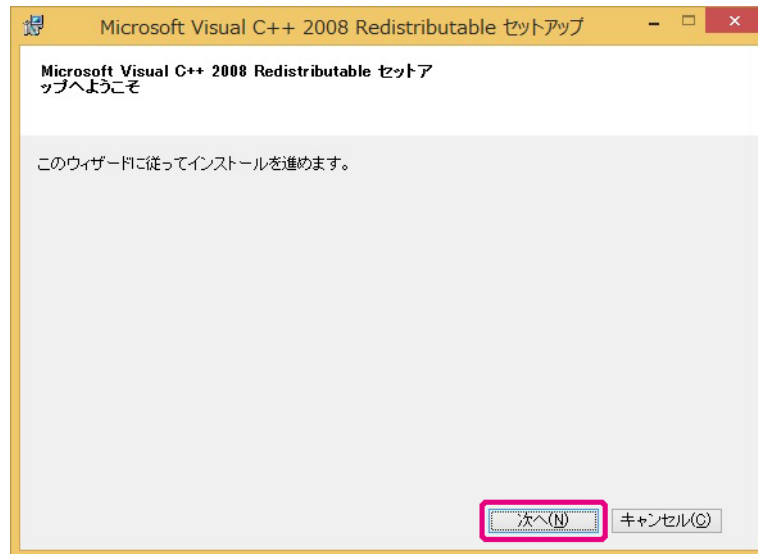 Microsoft Visual C++ 2008 Redistributable セットアップ
Microsoft Visual C++ 2008 Redistributable セットア
ップへようこそ
このウィザードに従ってインストールを進めます。
次へ(N)
キャンセル(C)